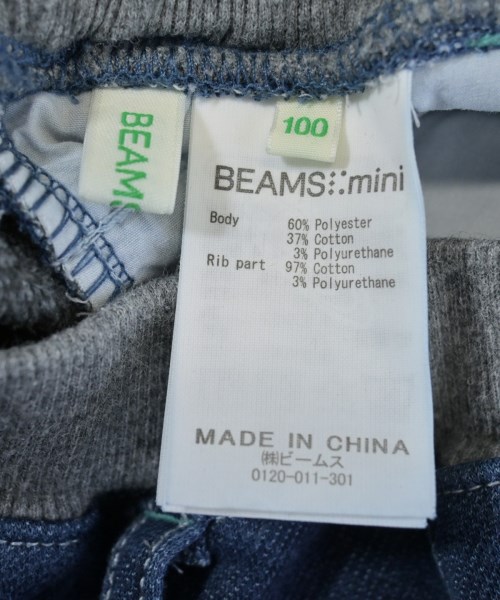 BEAMS
100
BEAMS mini
Body 60% Polyester
37% Cotton
3% Polyurethane
Rib part 97% Cotton
3% Polyurethane
MADE IN CHINA
㈱ビームス
0120-011-301